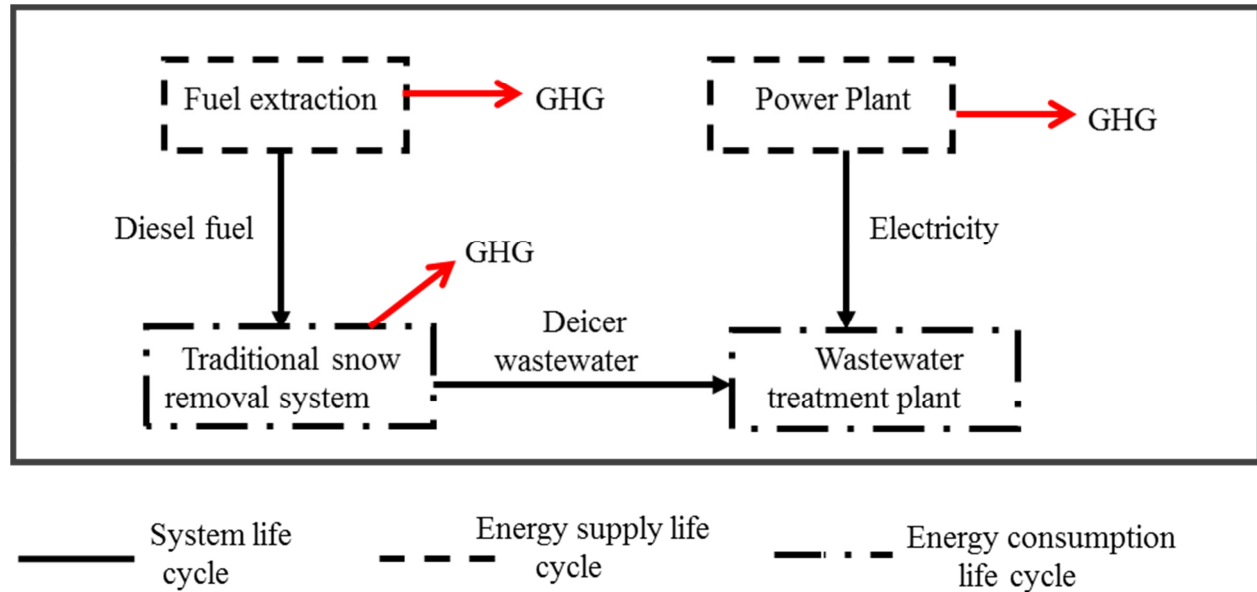 Fuel extraction
GHG
Power Plant
GHG
Diesel fuel
Electricity
GHG
Traditional snow
removal system
Deicer
wastewater
Wastewater
treatment plant
System life
cycle
Energy supply life
cycle
Energy consumption
life cycle